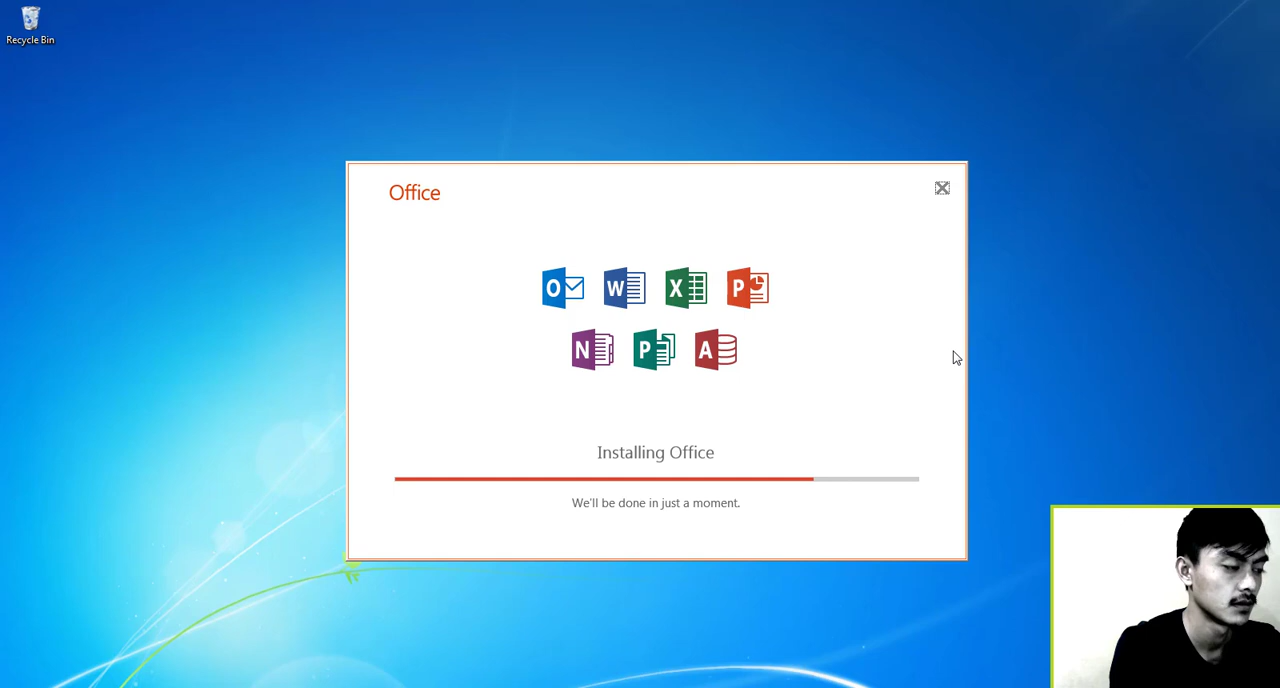 Recycle Bin
Office
O W X P
N P A
Installing Office
We'll be done in just a moment.